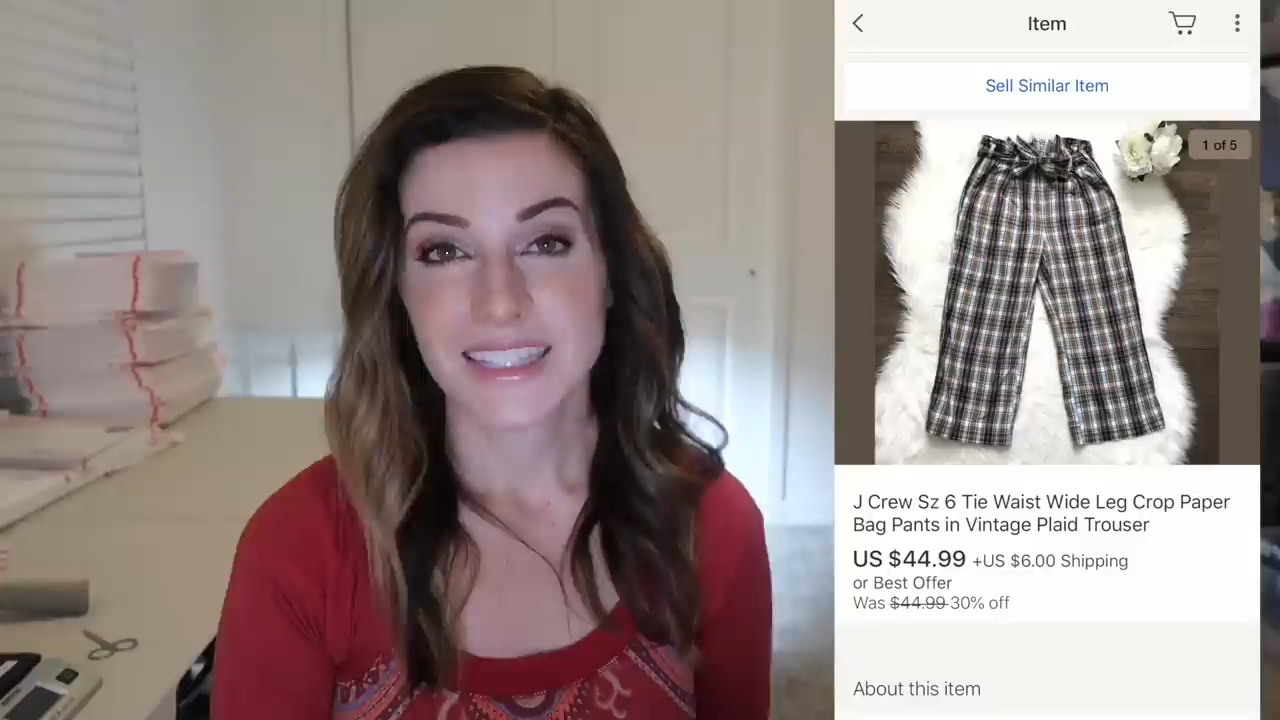 Item
Sell Similar Item
1 of 5
J Crew Sz 6 Tie Waist Wide Leg Crop Paper
Bag Pants in Vintage Plaid Trouser
US $44.99 +US $6.00 Shipping
or Best Offer
Was $44.99 30% off
About this item